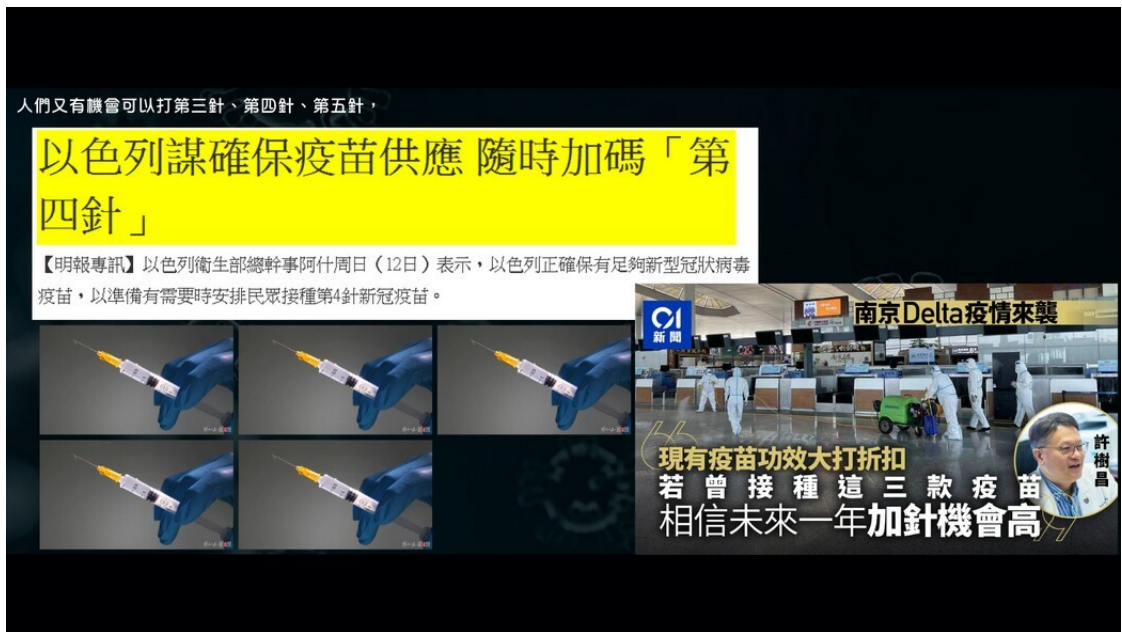 人們又有機會可以打第三針、第四針、第五針，
以色列謀確保疫苗供應 隨時加碼「第
四針」
【明報專訊】以色列衛生部總幹事阿什周日（12日）表示，以色列正確保有足夠新型冠狀病毒
疫苗，以準備有需要時安排民眾接種第4針新冠疫苗。
01
新聞
南京Delta疫情來襲
現有疫苗功效大打折扣
若曾接種這三款疫苗
相信未來一年加針機會高
許樹昌